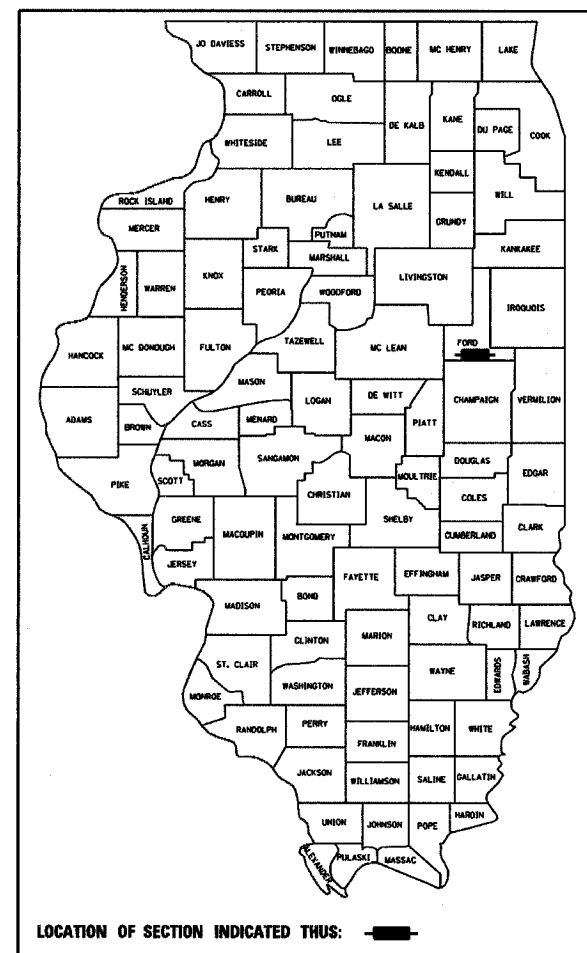 JO DAVIESS STEPHENSON WINNEBAGO BOONE MC HENRY LAKE
CARROLL OGLE DE KALB KANE DU PAGE COOK
WHITESIDE LEE
KENDALL WILL
ROCK ISLAND HENRY BUREAU LA SALLE GRUNDY
MERCER PUTNAM
STARK MARSHALL KANKAKEE
HENDERSON WARREN KNOX PEORIA WOODFORD LIVINGSTON IROQUOIS
FORD
HANCOCK MC DONOUGH FULTON TAZEWELL MC LEAN
SCHUYLER MASON LOGAN DE WITT CHAMPAIGN VERMILION
ADAMS BROWN CASS MENARD PIATT
MACON
MORGAN SANGAMON DOUGLAS EDGAR
PIKE SCOTT CHRISTIAN MOULTRIE COLES
CALHOUN GREENE MACOUPIN MONTGOMERY SHELBY CUMBERLAND CLARK
JERSEY
FAYETTE EFFINGHAM JASPER CRAWFORD
MADISON BOND
CLAY RICHLAND LAWRENCE
CLINTON MARION
ST. CLAIR WAYNE EDWARDS WABASH
MONROE WASHINGTON JEFFERSON
RANDOLPH PERRY HAMILTON WHITE
FRANKLIN
JACKSON WILLIAMSON SALINE GALLATIN
UNION JOHNSON POPE HARDIN
ALEXANDER PULASKI MASSAC
LOCATION OF SECTION INDICATED THUS: